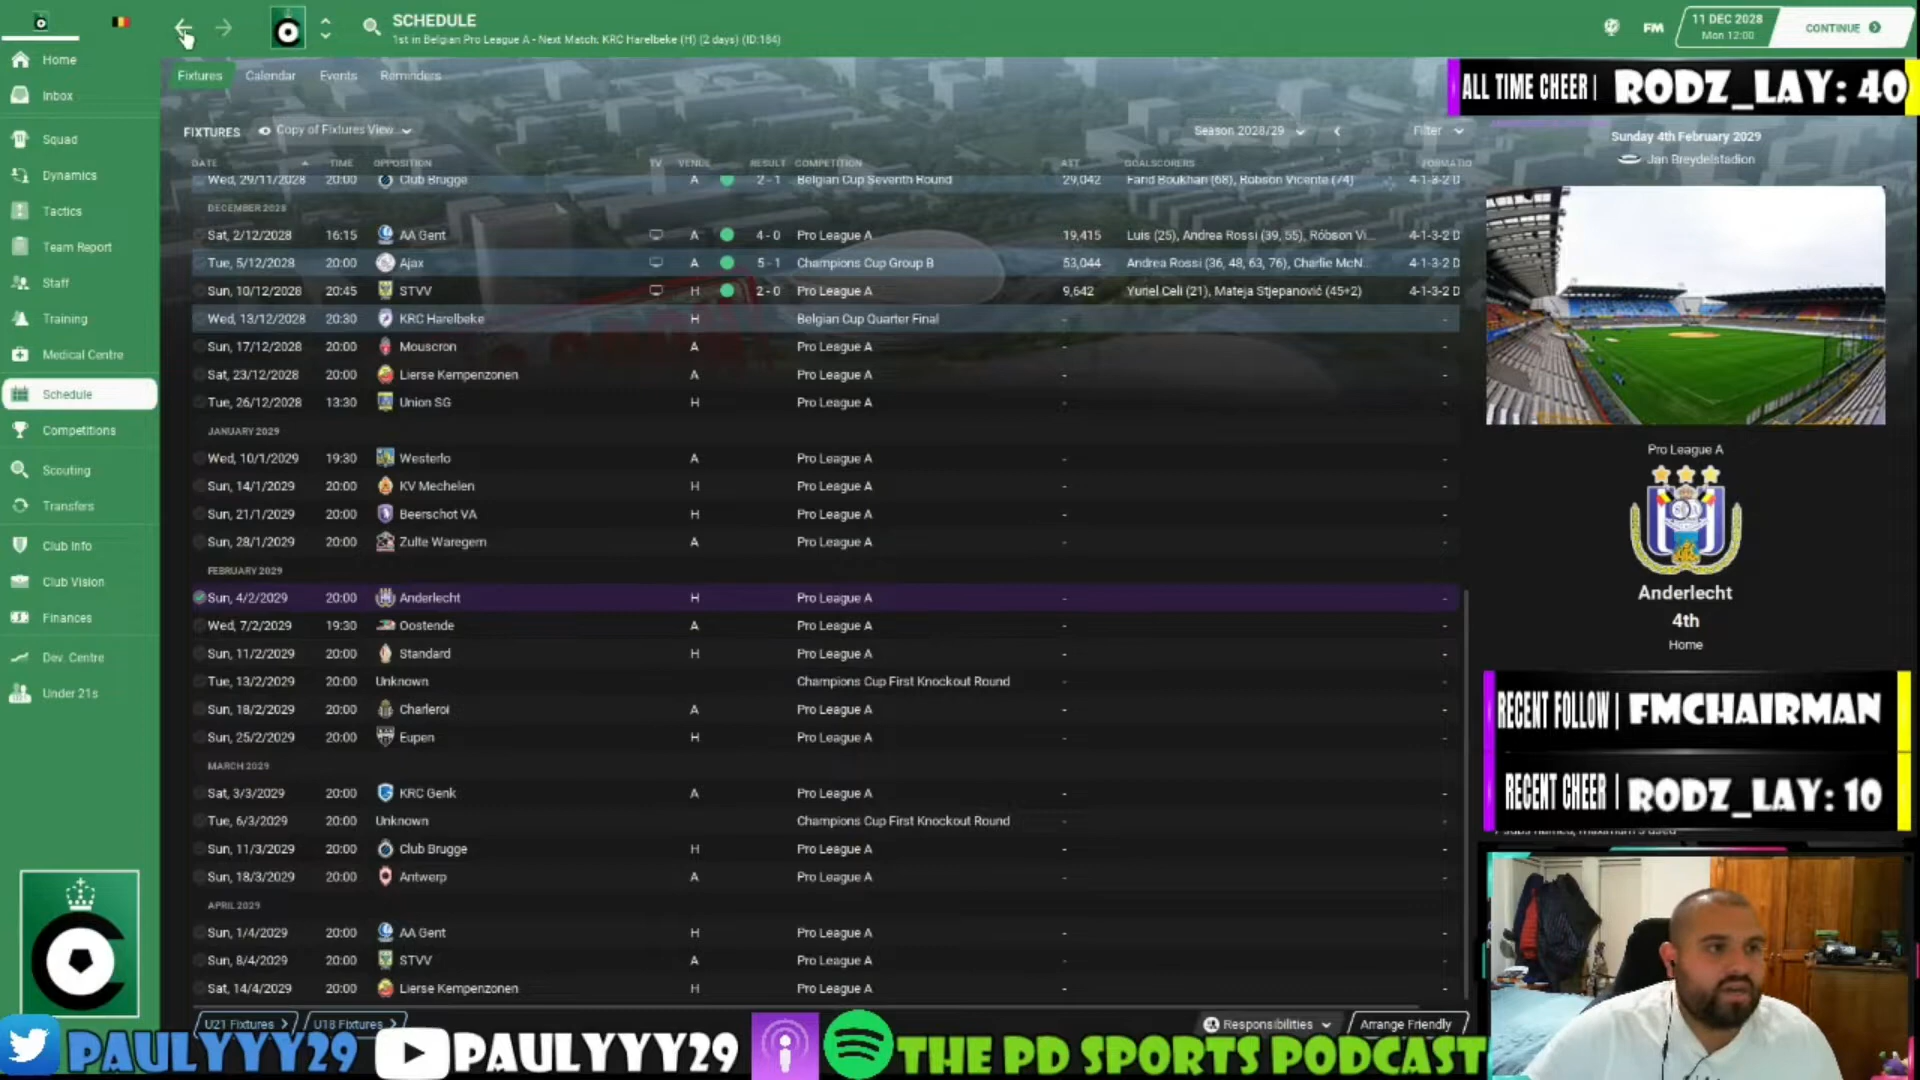 SCHEDULE
1st in Belgian Pro League A - Next Match: KRC Harelbeke (H) (2 days) (ID:184)
FM
11 DEC 2028
Mon 12:00
CONTINUE
Home
Inbox
Squad
Dynamics
Tactics
Team Report
Staff
Training
Medical Centre
Schedule
Competitions
Scouting
Transfers
Club Info
Club Vision
Finances
Dev. Centre
Under 21s
Fixtures Calendar Events Reminders
FIXTURES Copy of Fixtures View... Season 2028/29 Filter
DATE TIME OPPOSITION TV VENUE RESULT COMPETITION ATT GOALSCORERS FORMATIO
Wed, 29/11/2028 20:00 Club Brugge A 2 - 1 Belgian Cup Seventh Round 29,042 Farid Boukhari (68), Robson Vicente (74) 4-1-3-2 D
DECEMBER 2028
Sat, 2/12/2028 16:15 AA Gent A 4 - 0 Pro League A 19,415 Luis (25), Andrea Rossi (39, 55), Róbson Vi... 4-1-3-2 D
Tue, 5/12/2028 20:00 Ajax A 5 - 1 Champions Cup Group B 53,044 Andrea Rossi (36, 48, 63, 76), Charlie McN... 4-1-3-2 D
Sun, 10/12/2028 20:45 STVV H 2 - 0 Pro League A 9,642 Yuriel Celi (21), Mateja Stjepanović (45+2) 4-1-3-2 D
Wed, 13/12/2028 20:30 KRC Harelbeke H Belgian Cup Quarter Final - -
Sun, 17/12/2028 20:00 Mouscron A Pro League A - -
Sat, 23/12/2028 20:00 Lierse Kempenzonen A Pro League A - -
Tue, 26/12/2028 13:30 Union SG H Pro League A - -
JANUARY 2029
Wed, 10/1/2029 19:30 Westerlo A Pro League A - -
Sun, 14/1/2029 20:00 KV Mechelen H Pro League A - -
Sun, 21/1/2029 20:00 Beerschot VA H Pro League A - -
Sun, 28/1/2029 20:00 Zulte Waregem A Pro League A - -
FEBRUARY 2029
Sun, 4/2/2029 20:00 Anderlecht H Pro League A - -
Wed, 7/2/2029 19:30 Oostende A Pro League A - -
Sun, 11/2/2029 20:00 Standard H Pro League A - -
Tue, 13/2/2029 20:00 Unknown Champions Cup First Knockout Round - -
Sun, 18/2/2029 20:00 Charleroi A Pro League A - -
Sun, 25/2/2029 20:00 Eupen H Pro League A - -
MARCH 2029
Sat, 3/3/2029 20:00 KRC Genk A Pro League A - -
Tue, 6/3/2029 20:00 Unknown Champions Cup First Knockout Round - -
Sun, 11/3/2029 20:00 Club Brugge H Pro League A - -
Sun, 18/3/2029 20:00 Antwerp A Pro League A - -
APRIL 2029
Sun, 1/4/2029 20:00 AA Gent H Pro League A - -
Sun, 8/4/2029 20:00 STVV A Pro League A - -
Sat, 14/4/2029 20:00 Lierse Kempenzonen H Pro League A - -
U21 Fixtures > U18 Fixtures > Responsibilities Arrange Friendly
ALL TIME CHEER | RODZ_LAY: 40
Sunday 4th February 2029
Jan Breydelstadion
Pro League A
Anderlecht
4th
Home
RECENT FOLLOW | FMCHAIRMAN
RECENT CHEER | RODZ_LAY: 10
PAULYYY29 PAULYYY29 THE PD SPORTS PODCAST